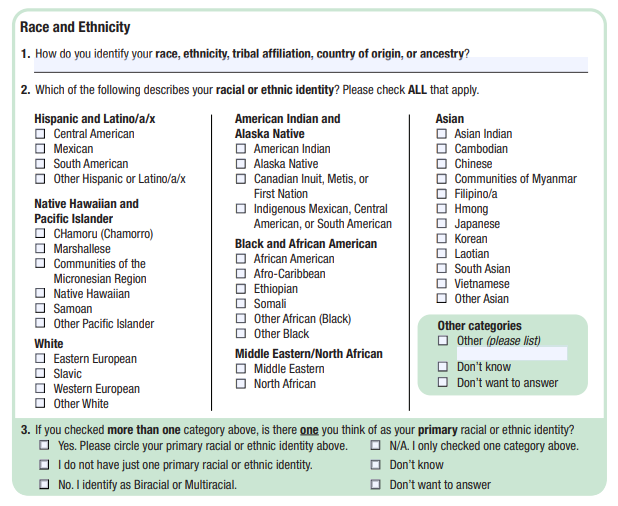 Race and Ethnicity
1. How do you identify your race, ethnicity, tribal affiliation, country of origin, or ancestry?
2. Which of the following describes your racial or ethnic identity? Please check ALL that apply.
Hispanic and Latino/a/x
Central American
Mexican
South American
Other Hispanic or Latino/a/x
Native Hawaiian and
Pacific Islander
CHamoru (Chamorro)
Marshallese
Communities of the
Micronesian Region
Native Hawaiian
Samoan
Other Pacific Islander
White
Eastern European
Slavic
Western European
Other White
American Indian and
Alaska Native
American Indian
Alaska Native
Canadian Inuit, Metis, or
First Nation
Indigenous Mexican, Central
American, or South American
Black and African American
African American
Afro-Caribbean
Ethiopian
Somali
Other African (Black)
Other Black
Middle Eastern/North African
Middle Eastern
North African
Asian
Asian Indian
Cambodian
Chinese
Communities of Myanmar
Filipino/a
Hmong
Japanese
Korean
Laotian
South Asian
Vietnamese
Other Asian
Other categories
Other (please list)
Don't know
Don't want to answer
3. If you checked more than one category above, is there one you think of as your primary racial or ethnic identity?
Yes. Please circle your primary racial or ethnic identity above.
I do not have just one primary racial or ethnic identity.
No. I identify as Biracial or Multiracial.
N/A. I only checked one category above.
Don't know
Don't want to answer